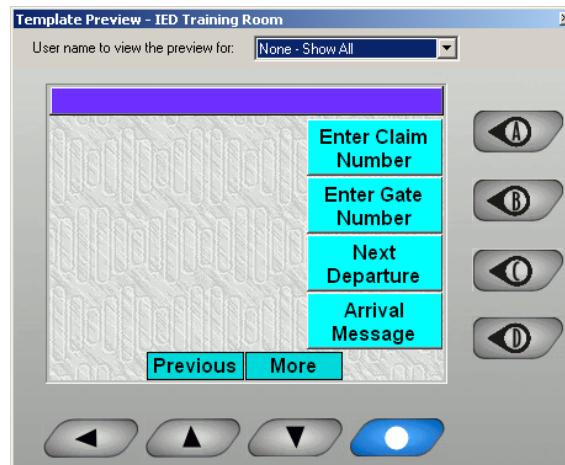 Template Preview - IED Training Room
User name to view the preview for: None - Show All
Enter Claim
Number
A
Enter Gate
Number
B
Next
Departure
C
Arrival
Message
D
Previous More